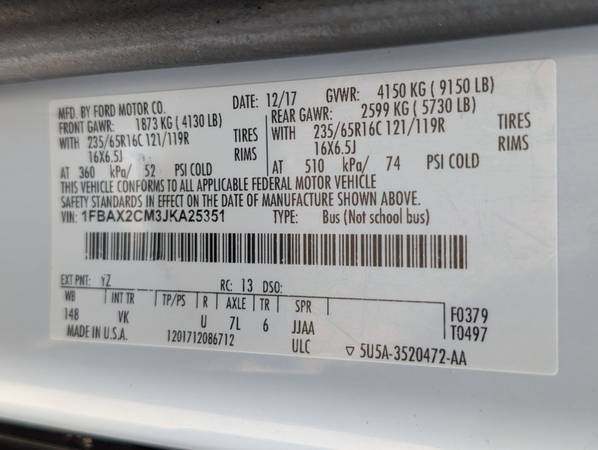 MFD. BY FORD MOTOR CO. DATE: 12/17 GVWR: 4150 KG ( 9150 LB)
FRONT GAWR: 1873 KG ( 4130 LB) REAR GAWR: 2599 KG ( 5730 LB)
WITH 235/65R16C 121/119R TIRES WITH 235/65R16C 121/119R TIRES
16X6.5J RIMS 16X6.5J RIMS
AT 360 kPa/ 52 PSI COLD AT 510 kPa/ 74 PSI COLD
THIS VEHICLE CONFORMS TO ALL APPLICABLE FEDERAL MOTOR VEHICLE
SAFETY STANDARDS IN EFFECT ON THE DATE OF MANUFACTURE SHOWN ABOVE.
VIN: 1FBAX2CM3JKA25351 TYPE: Bus (Not school bus)
EXT PNT: YZ RC: 13 DSO:
WB INT TR TP/PS R AXLE TR SPR F0379
148 VK U 7L 6 JJAA T0497
MADE IN U.S.A. 1201712086712 ULC ▽ 5U5A-3520472-AA